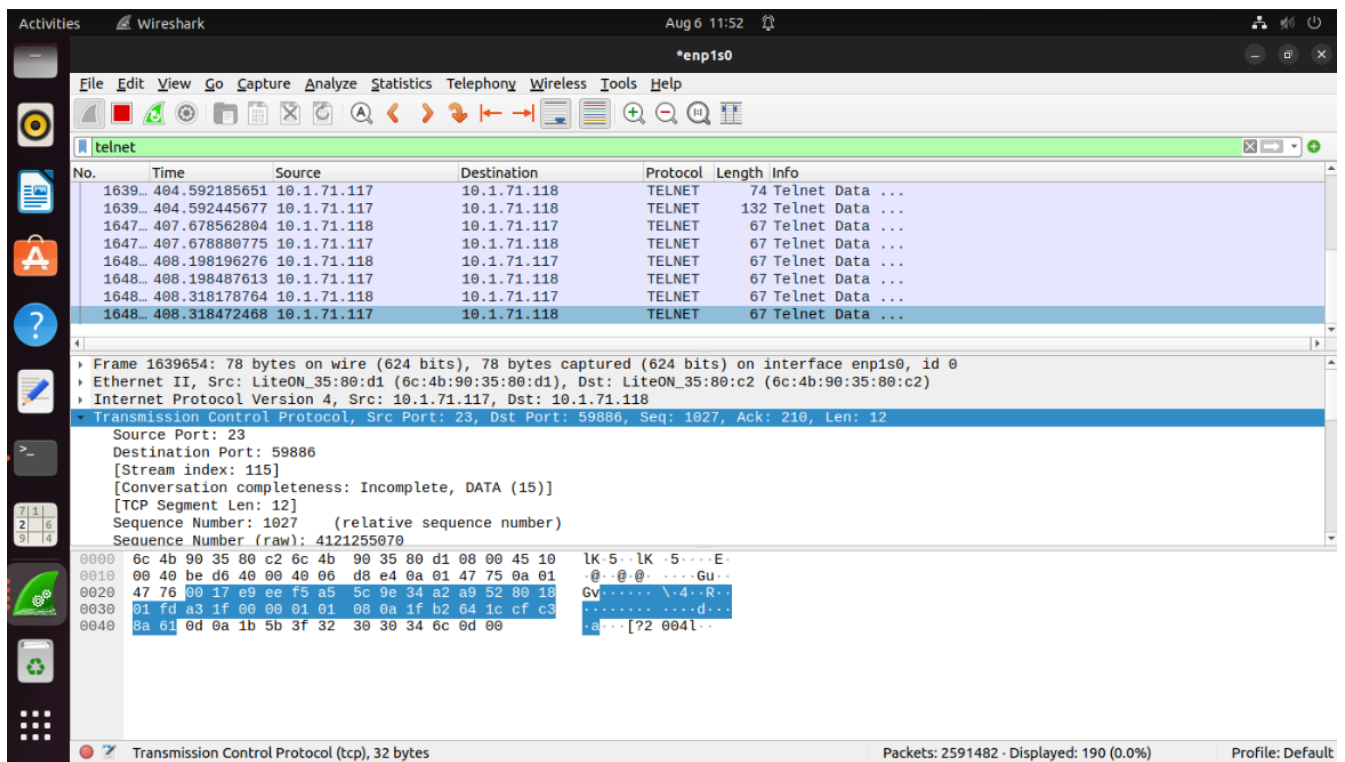 Activities Wireshark Aug 6 11:52
*enp1s0
File Edit View Go Capture Analyze Statistics Telephony Wireless Tools Help
telnet
No. Time Source Destination Protocol Length Info
1639… 404.592185651 10.1.71.117 10.1.71.118 TELNET 74 Telnet Data ...
1639… 404.592445677 10.1.71.117 10.1.71.118 TELNET 132 Telnet Data ...
1647… 407.678562804 10.1.71.118 10.1.71.117 TELNET 67 Telnet Data ...
1647… 407.678880775 10.1.71.117 10.1.71.118 TELNET 67 Telnet Data ...
1648… 408.198196276 10.1.71.118 10.1.71.117 TELNET 67 Telnet Data ...
1648… 408.198487613 10.1.71.117 10.1.71.118 TELNET 67 Telnet Data ...
1648… 408.318178764 10.1.71.118 10.1.71.117 TELNET 67 Telnet Data ...
1648… 408.318472468 10.1.71.117 10.1.71.118 TELNET 67 Telnet Data ...
Frame 1639654: 78 bytes on wire (624 bits), 78 bytes captured (624 bits) on interface enp1s0, id 0
Ethernet II, Src: LiteON_35:80:d1 (6c:4b:90:35:80:d1), Dst: LiteON_35:80:c2 (6c:4b:90:35:80:c2)
Internet Protocol Version 4, Src: 10.1.71.117, Dst: 10.1.71.118
Transmission Control Protocol, Src Port: 23, Dst Port: 59886, Seq: 1027, Ack: 210, Len: 12
Source Port: 23
Destination Port: 59886
[Stream index: 115]
[Conversation completeness: Incomplete, DATA (15)]
[TCP Segment Len: 12]
Sequence Number: 1027 (relative sequence number)
Sequence Number (raw): 4121255070
0000 6c 4b 90 35 80 c2 6c 4b 90 35 80 d1 08 00 45 10 lK·5··lK ·5····E·
0010 00 40 be d6 40 00 40 06 d8 e4 0a 01 47 75 0a 01 ·@··@·@· ····Gu··
0020 47 76 00 17 e9 ee f5 a5 5c 9e 34 a2 a9 52 80 18 Gv······ \·4··R··
0030 01 fd a3 1f 00 00 01 01 08 0a 1f b2 64 1c cf c3 ········ ····d···
0040 8a 61 0d 0a 1b 5b 3f 32 30 30 34 6c 0d 00 ·a···[?2 004l··
Transmission Control Protocol (tcp), 32 bytes Packets: 2591482 · Displayed: 190 (0.0%) Profile: Default